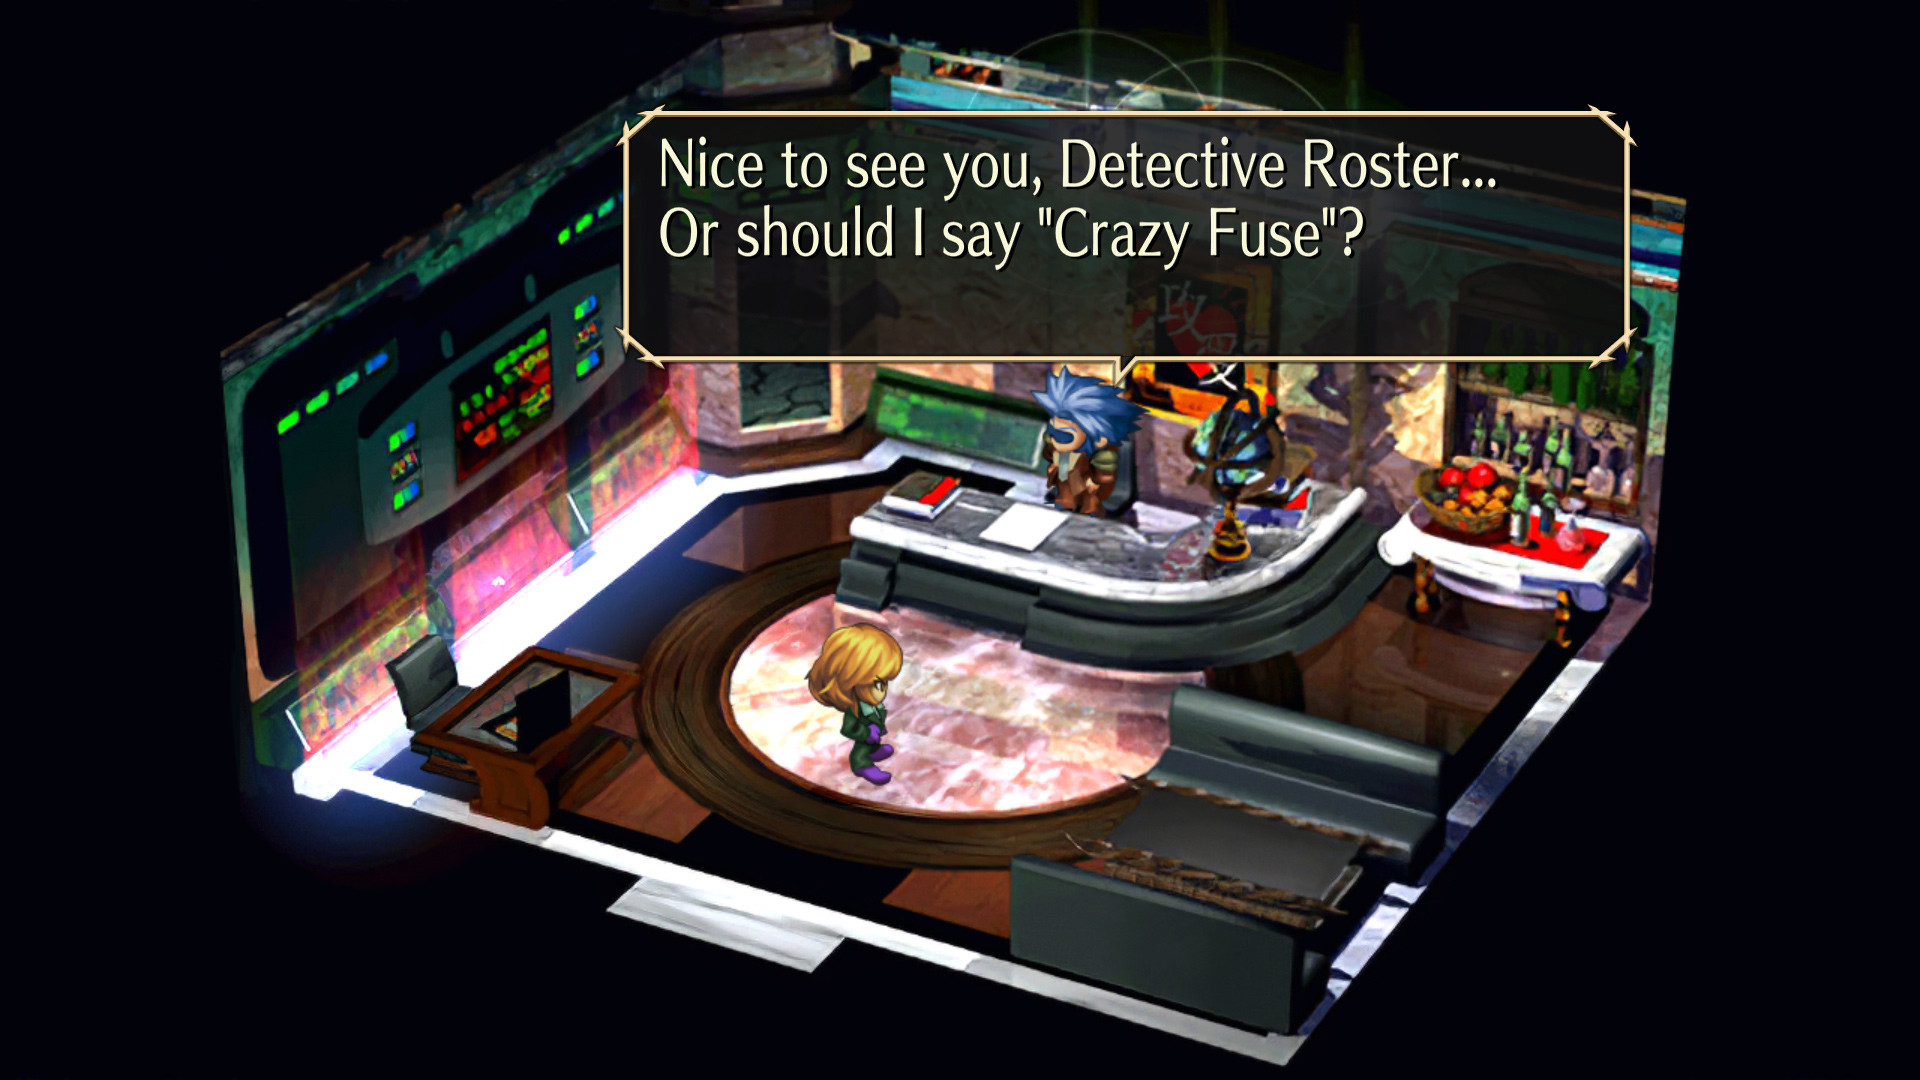 Nice to see you, Detective Roster...
Or should I say "Crazy Fuse"?